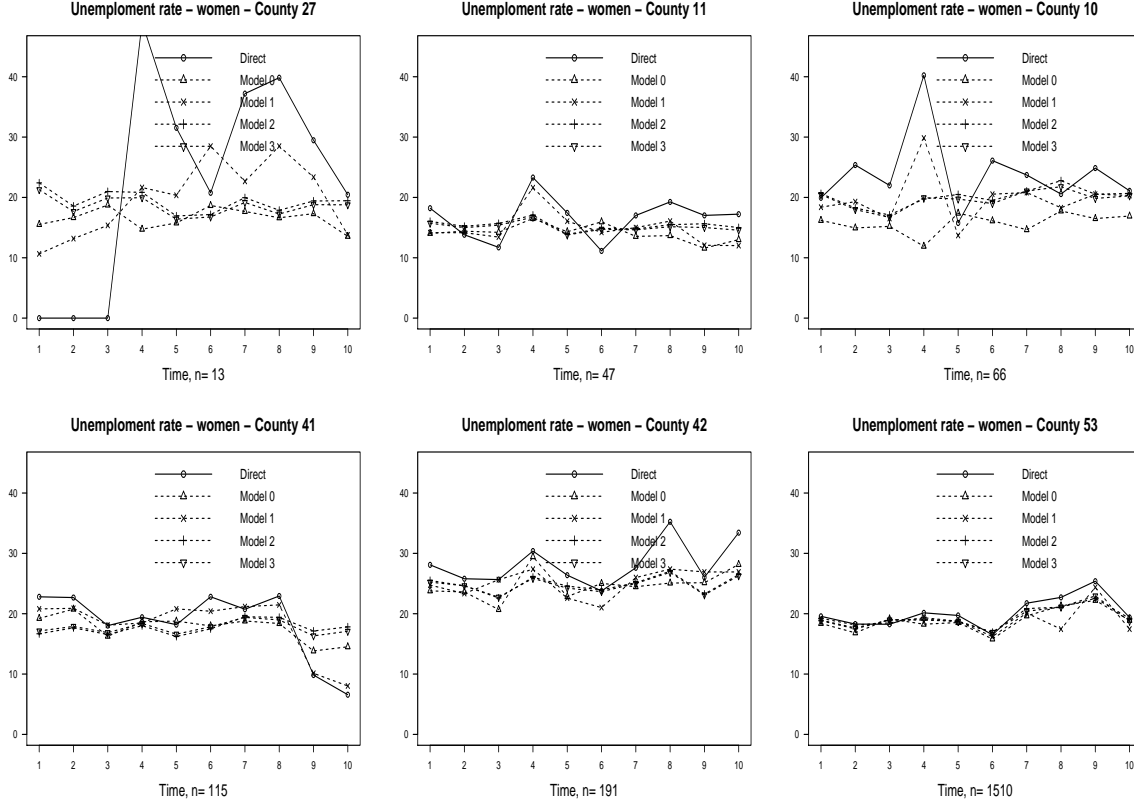 Unemploment rate – women – County 27
40
30
20
10
0
Direct
Model 0
Model 1
Model 2
Model 3
1 2 3 4 5 6 7 8 9 10
Time, n= 13
Unemploment rate – women – County 11
40
30
20
10
0
Direct
Model 0
Model 1
Model 2
Model 3
1 2 3 4 5 6 7 8 9 10
Time, n= 47
Unemploment rate – women – County 10
40
30
20
10
0
Direct
Model 0
Model 1
Model 2
Model 3
1 2 3 4 5 6 7 8 9 10
Time, n= 66
Unemploment rate – women – County 41
40
30
20
10
0
Direct
Model 0
Model 1
Model 2
Model 3
1 2 3 4 5 6 7 8 9 10
Time, n= 115
Unemploment rate – women – County 42
40
30
20
10
0
Direct
Model 0
Model 1
Model 2
Model 3
1 2 3 4 5 6 7 8 9 10
Time, n= 191
Unemploment rate – women – County 53
40
30
20
10
0
Direct
Model 0
Model 1
Model 2
Model 3
1 2 3 4 5 6 7 8 9 10
Time, n= 1510